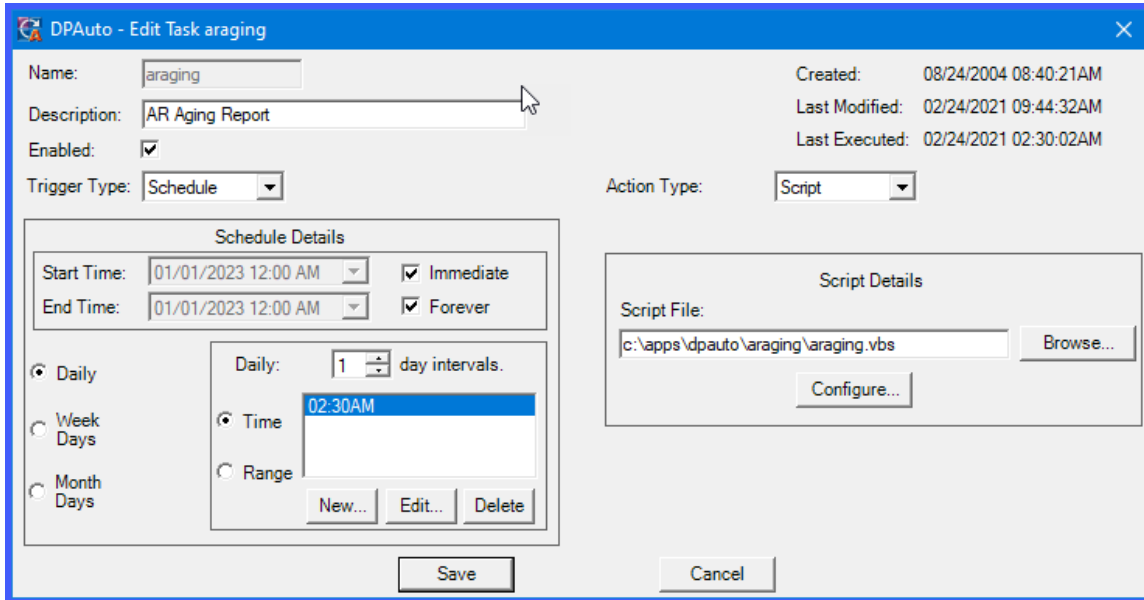 DPAuto - Edit Task araging
Name: araging
Created: 08/24/2004 08:40:21AM
Description: AR Aging Report
Last Modified: 02/24/2021 09:44:32AM
Enabled:
Last Executed: 02/24/2021 02:30:02AM
Trigger Type: Schedule
Action Type: Script
Schedule Details
Start Time: 01/01/2023 12:00 AM Immediate
End Time: 01/01/2023 12:00 AM Forever
Daily
Week
Days
Month
Days
Daily: 1 day intervals.
Time
02:30AM
Range
New... Edit... Delete
Script Details
Script File:
c:\apps\dpauto\araging\araging.vbs Browse...
Configure...
Save Cancel